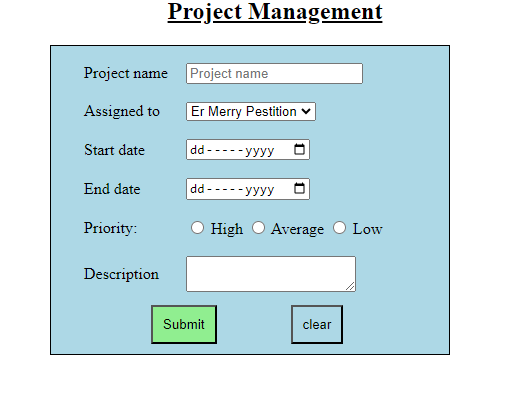 Project Management
Project name Project name
Assigned to Er Merry Pestition
Start date dd-----yyyy
End date dd-----yyyy
Priority: High Average Low
Description
Submit clear